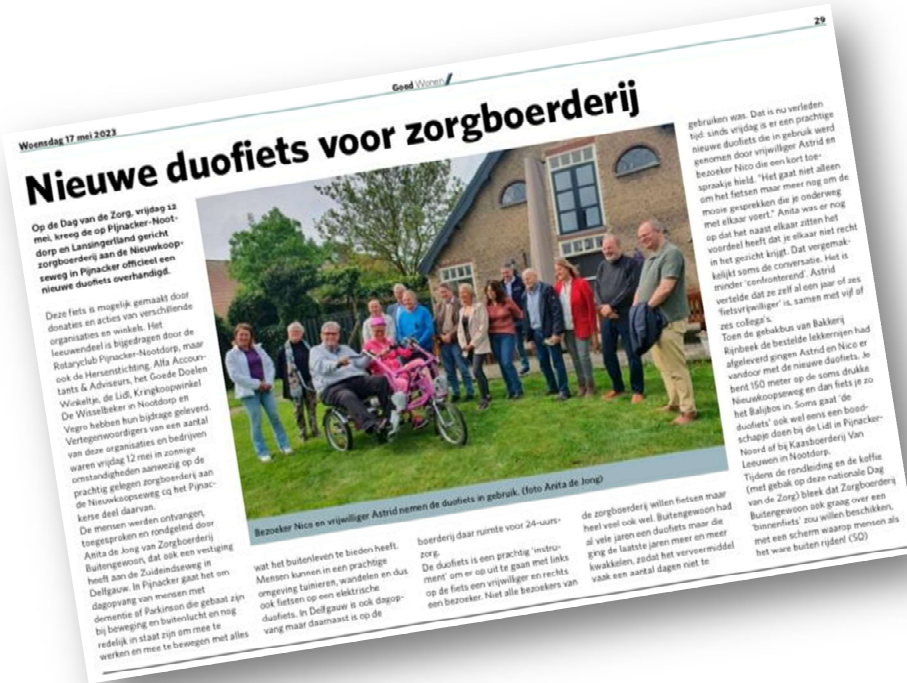 29
Goed Wonen
Woensdag 17 mei 2023
Nieuwe duofiets voor zorgboerderij
Op de Dag van de Zorg, vrijdag 12
mei, kreeg de op Pijnacker-Noot-
dorp en Lansingerland gericht
zorgboerderij aan de Nieuwkoop-
seweg in Pijnacker officieel een
nieuwe duofiets overhandigd.
Deze fiets is mogelijk gemaakt door
donaties en acties van verschillende
organisaties en winkels. Het
leeuwendeel is bijgedragen door de
Rotaryclub Pijnacker-Nootdorp, maar
ook de Hersenstichting, Alfa Accoun-
tants & Adviseurs, het Goede Doelen
Winkeltje, de Lidl, Kringkoopwinkel
De Wisselbeker in Nootdorp en
Vegro hebben hun bijdrage geleverd.
Vertegenwoordigers van een aantal
van deze organisaties en bedrijven
waren vrijdag 12 mei in zonnige
omstandigheden aanwezig op de
prachtig gelegen zorgboerderij aan
de Nieuwkoopseweg cq het Pijnac-
kerse deel daarvan.
De mensen werden ontvangen,
toegesproken en rondgeleid door
Anita de Jong van Zorgboerderij
Buitengewoon, dat ook een vestiging
heeft aan de Zuideindseweg in
Delfgauw. In Pijnacker gaat het om
dagopvang van mensen met
dementie of Parkinson die gebaat zijn
bij beweging en buitenlucht en nog
redelijk in staat zijn om mee te
werken en mee te bewegen met alles
Bezoeker Nico en vrijwilliger Astrid nemen de duofiets in gebruik. (foto Anita de Jong)
wat het buitenleven te bieden heeft.
Mensen kunnen in een prachtige
omgeving tuinieren, wandelen en dus
ook fietsen op een elektrische
duofiets. In Delfgauw is ook dagop-
vang maar daarnaast is op de
boerderij daar ruimte voor 24-uurs-
zorg.
De duofiets is een prachtig 'instru-
ment' om er op uit te gaan met links
op de fiets een vrijwilliger en rechts
een bezoeker. Niet alle bezoekers van
de zorgboerderij willen fietsen maar
heel veel ook wel. Buitengewoon had
al vele jaren een duofiets maar die
ging de laatste jaren meer en meer
kwakkelen, zodat het vervoermiddel
vaak een aantal dagen niet te
gebruiken was. Dat is nu verleden
tijd: sinds vrijdag is er een prachtige
nieuwe duofiets die in gebruik werd
genomen door vrijwilliger Astrid en
bezoeker Nico die een kort toe-
spraakje hield. "Het gaat niet alleen
om het fietsen maar meer nog om de
mooie gesprekken die je onderweg
met elkaar voert." Anita was er nog
op dat het naast elkaar zitten het
voordeel heeft dat je elkaar niet recht
in het gezicht krijgt. Dat vergemak-
kelijkt soms de conversatie. Het is
minder 'confronterend'. Astrid
vertelde dat ze zelf al een jaar of zes
'fietsvrijwilliger' is, samen met vijf of
zes collega's.
Toen de gebakbus van Bakkerij
Rijnbeek de bestelde lekkernijen had
afgeleverd gingen Astrid en Nico er
vandoor met de nieuwe duofiets. Je
bent 150 meter op de soms drukke
Nieuwkoopseweg en dan fiets je zo
het Balijbos in. Soms gaat 'de
duofiets' ook wel eens een bood-
schapje doen bij de Lidl in Pijnacker-
Noord of bij Kaasboerderij Van
Leeuwen in Nootdorp.
Tijdens de rondleiding en de koffie
(met gebak op deze nationale Dag
van de Zorg) bleek dat Zorgboerderij
Buitengewoon ook graag over een
'binnenfiets' zou willen beschikken,
met een scherm waarop mensen als
het ware buiten rijden! (SO)